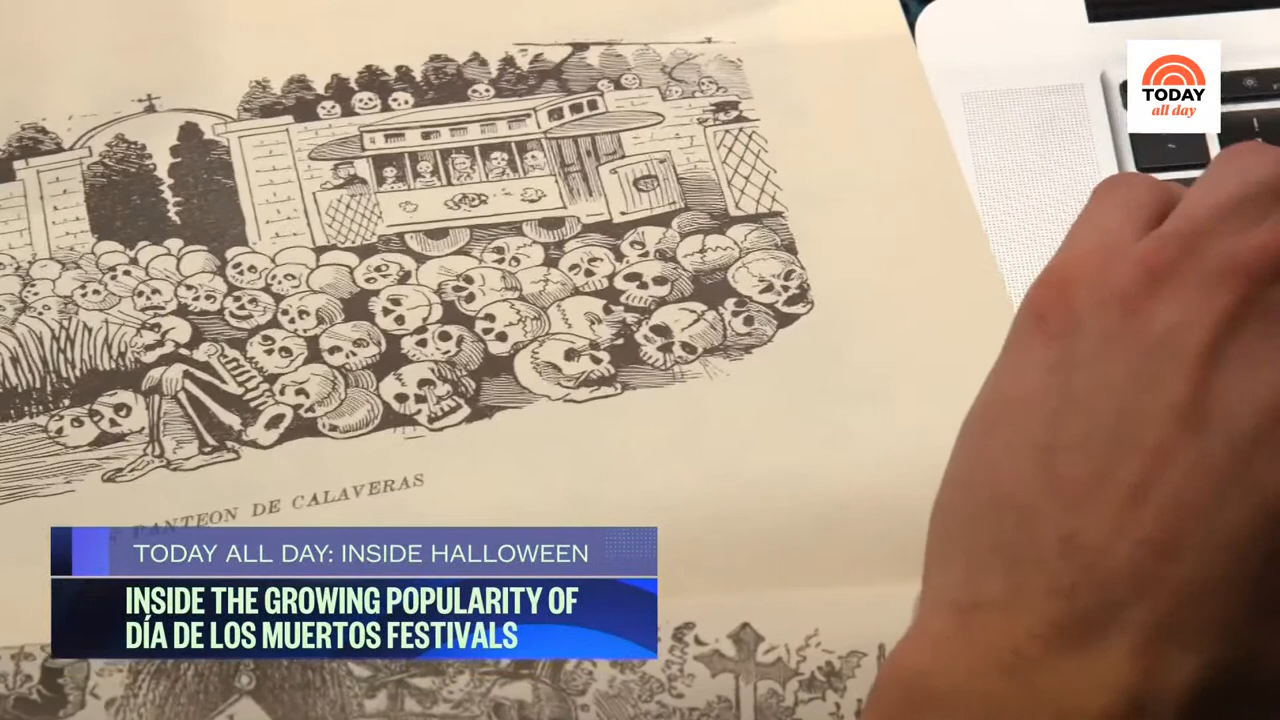 TODAY
all day
PANTEON DE CALAVERAS
TODAY ALL DAY: INSIDE HALLOWEEN
INSIDE THE GROWING POPULARITY OF
DÍA DE LOS MUERTOS FESTIVALS